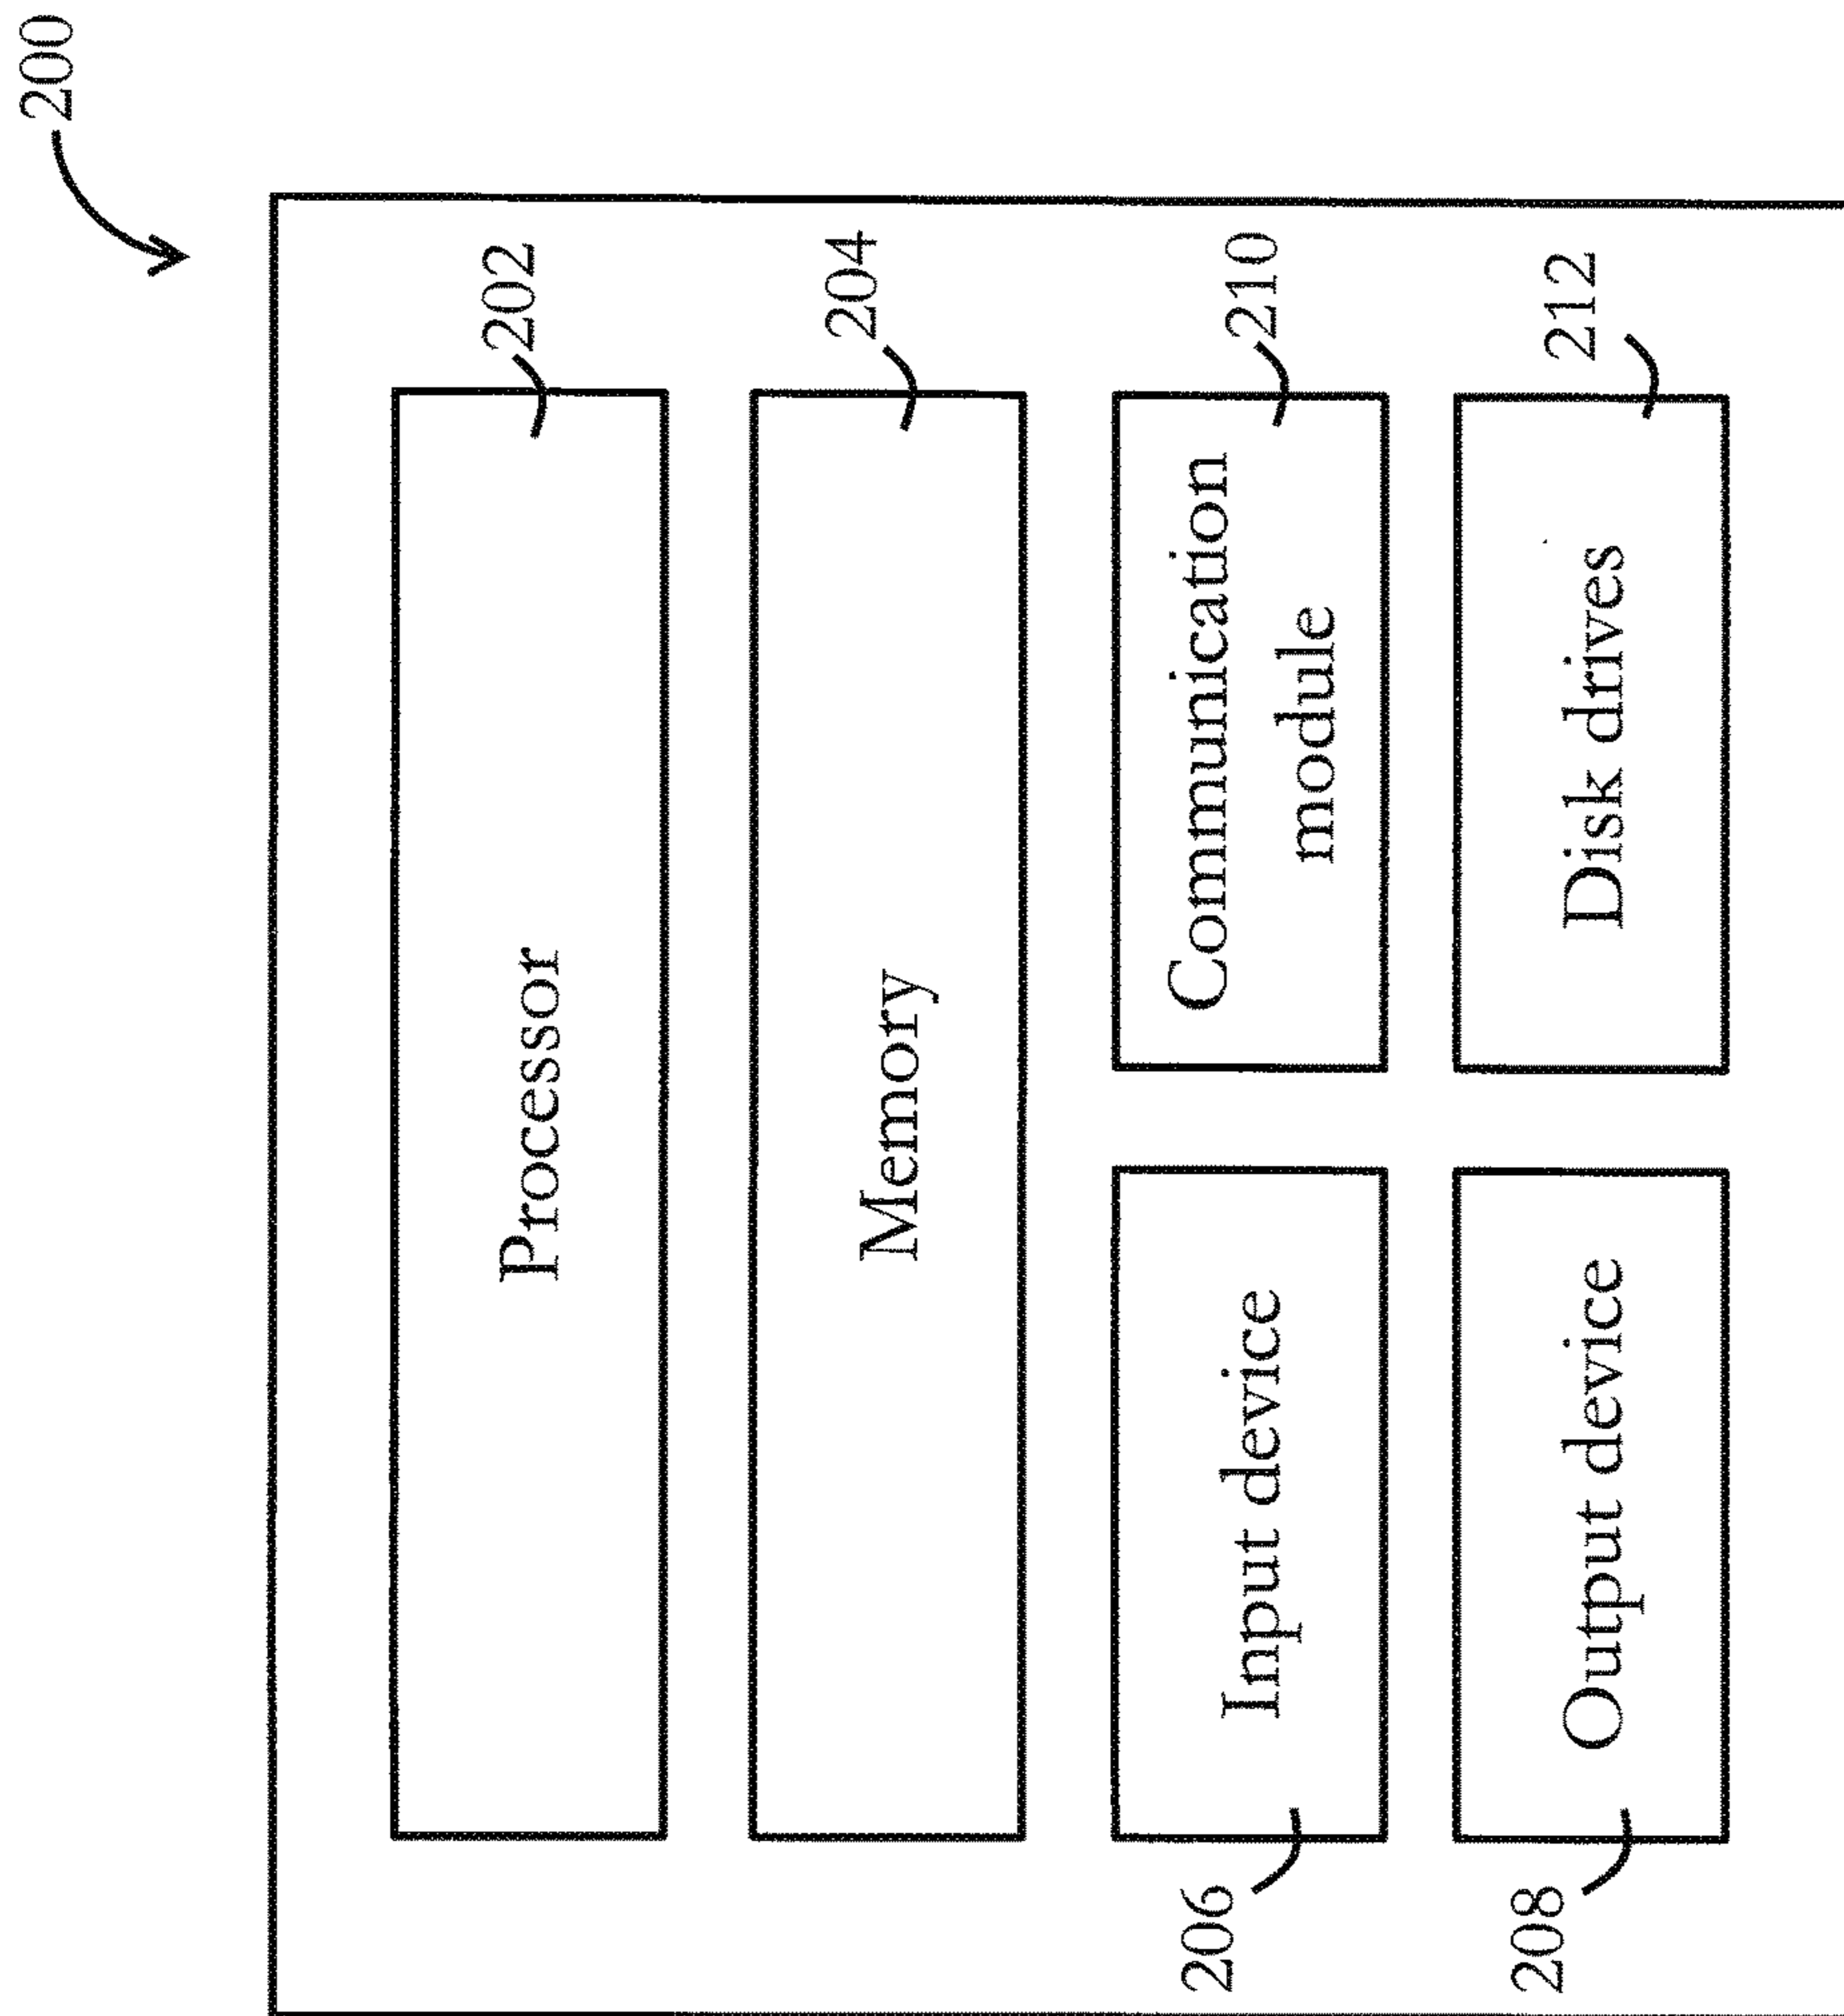 200
Processor
202
Memory
204
Input device
206
Communication
module
210
Output device
208
Disk drives
212